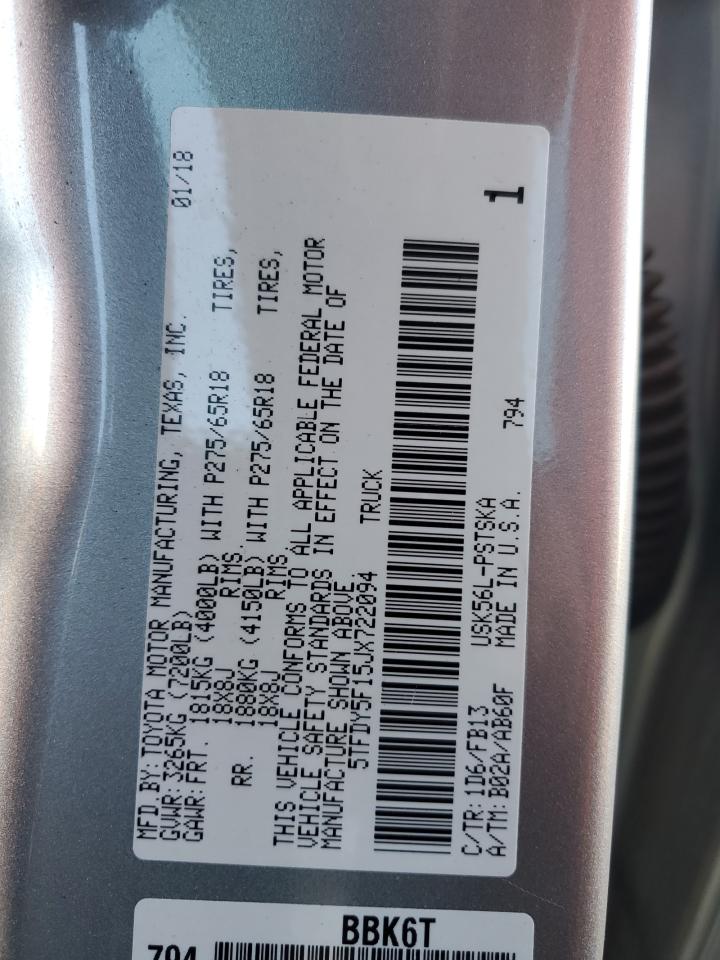 MFD.BY: TOYOTA MOTOR MANUFACTURING, TEXAS, INC. 01/18
GVWR: 3265KG (7200LB)
GAWR: FRT. 1815KG (4000LB) WITH P275/65R18 TIRES,
18X8J RIMS.
RR. 1880KG (4150LB) WITH P275/65R18 TIRES,
18X8J RIMS
THIS VEHICLE CONFORMS TO ALL APPLICABLE FEDERAL MOTOR
VEHICLE SAFETY STANDARDS IN EFFECT ON THE DATE OF
MANUFACTURE SHOWN ABOVE.
5TFDY5F15JX722094 TRUCK
C/TR: 1D6/FB13 USK56L-PSTSKA 794
A/TM: B02A/AB60F MADE IN U.S.A. 1
BBK6T
794